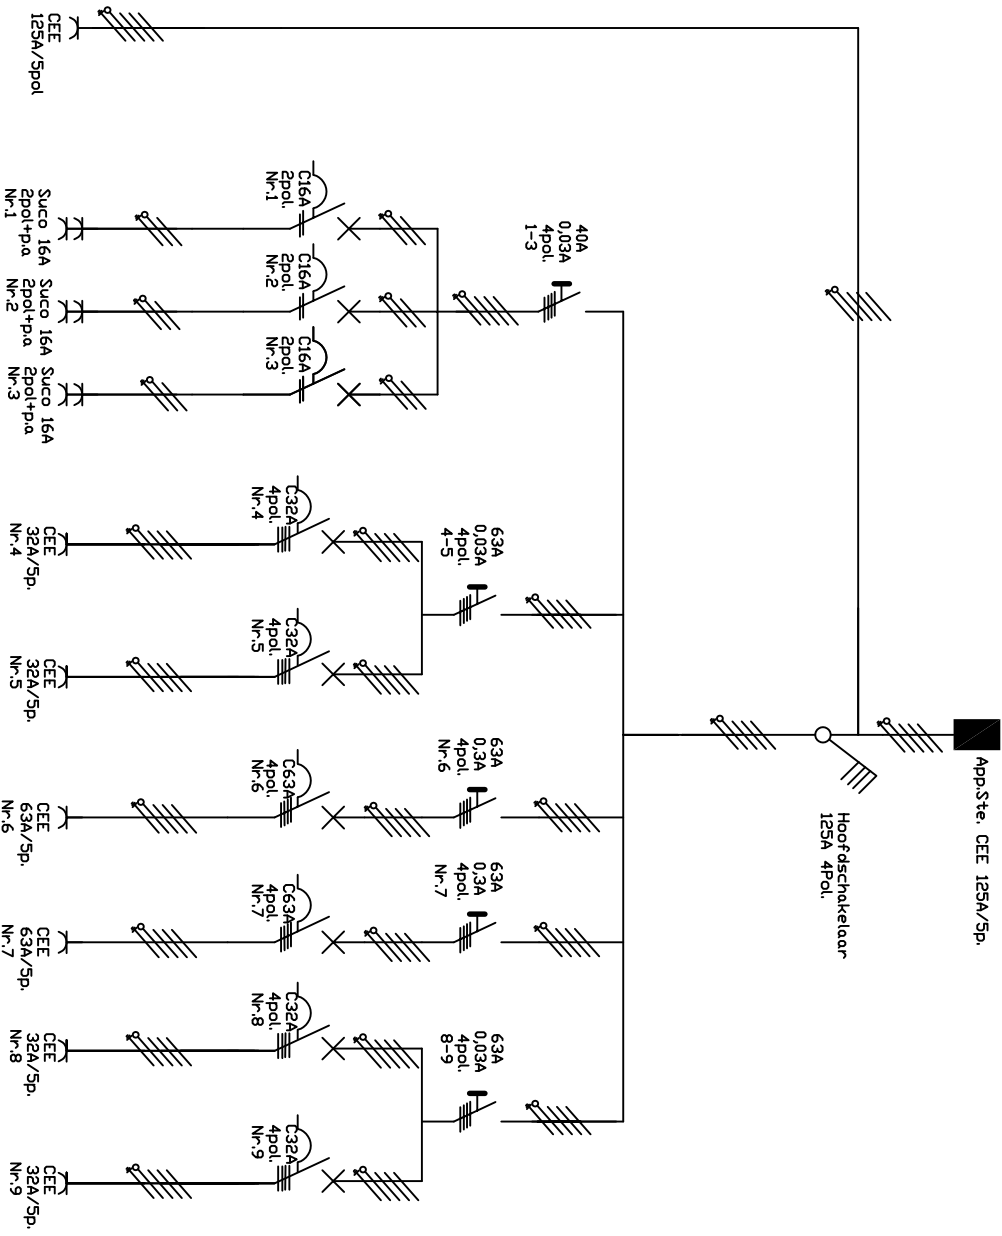 App.Ste. CEE 125A/5p.
Hoofdschakelaar
125A 4Pol.
40A
0,03A
4pol.
1-3
63A
0,03A
4pol.
4-5
63A
0,3A
4pol.
Nr.6
63A
0,3A
4pol.
Nr.7
63A
0,03A
4pol.
8-9
C16A
2pol.
Nr.1
C16A
2pol.
Nr.2
C16A
2pol.
Nr.3
C32A
4pol.
Nr.4
C32A
4pol.
Nr.5
C63A
4pol.
Nr.6
C63A
4pol.
Nr.7
C32A
4pol.
Nr.8
C32A
4pol.
Nr.9
CEE
125A/5pol
Suco 16A
2pol+p.a
Nr.1
Suco 16A
2pol+p.a
Nr.2
Suco 16A
2pol+p.a
Nr.3
CEE
32A/5p.
Nr.4
CEE
32A/5p.
Nr.5
CEE
63A/5p.
Nr.6
CEE
63A/5p.
Nr.7
CEE
32A/5p.
Nr.8
CEE
32A/5p.
Nr.9